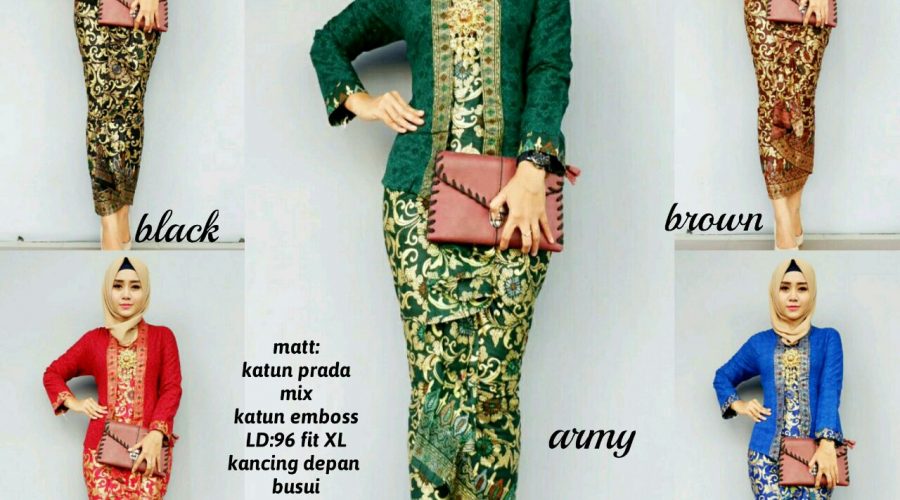 black
brown
matt:
katun prada
mix
katun emboss
LD:96 fit XL
kancing depan
busui
army